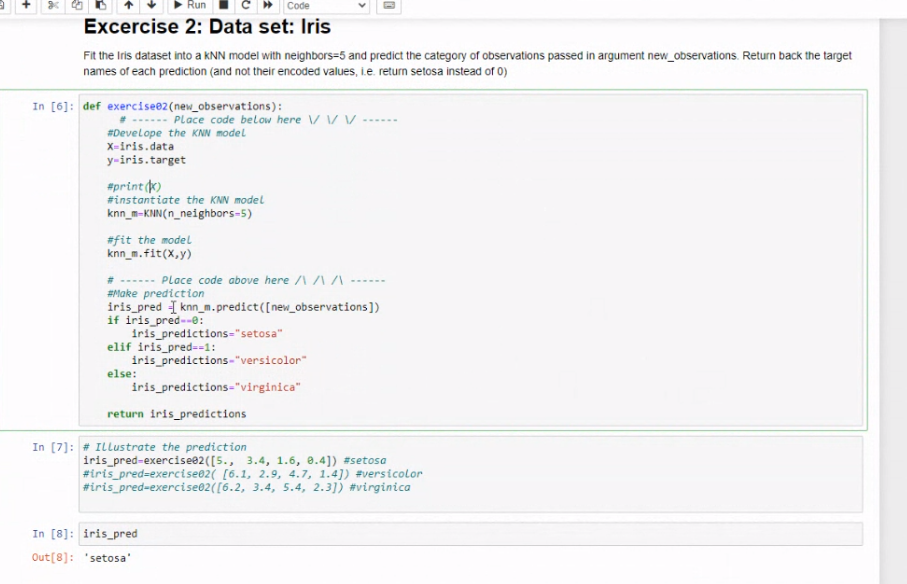 Run
Code
Excercise 2: Data set: Iris
Fit the Iris dataset into a kNN model with neighbors=5 and predict the category of observations passed in argument new_observations. Return back the target
names of each prediction (and not their encoded values, i.e. return setosa instead of 0)
In [6]:
def exercise02(new_observations):
# ------ Place code below here \/ \/ \/ ------
#Develope the KNN model
X=iris.data
y=iris.target
#print(X)
#instantiate the KNN model
knn_m=KNN(n_neighbors=5)
#fit the model
knn_m.fit(X,y)
# ------ Place code above here /\ /\ /\ ------
#Make prediction
iris_pred = knn_m.predict([new_observations])
if iris_pred==0:
iris_predictions="setosa"
elif iris_pred==1:
iris_predictions="versicolor"
else:
iris_predictions="virginica"
return iris_predictions
In [7]:
# Illustrate the prediction
iris_pred=exercise02([5.,  3.4, 1.6, 0.4]) #setosa
#iris_pred=exercise02( [6.1, 2.9, 4.7, 1.4]) #versicolor
#iris_pred=exercise02([6.2, 3.4, 5.4, 2.3]) #virginica
In [8]:
iris_pred
Out[8]:
'setosa'